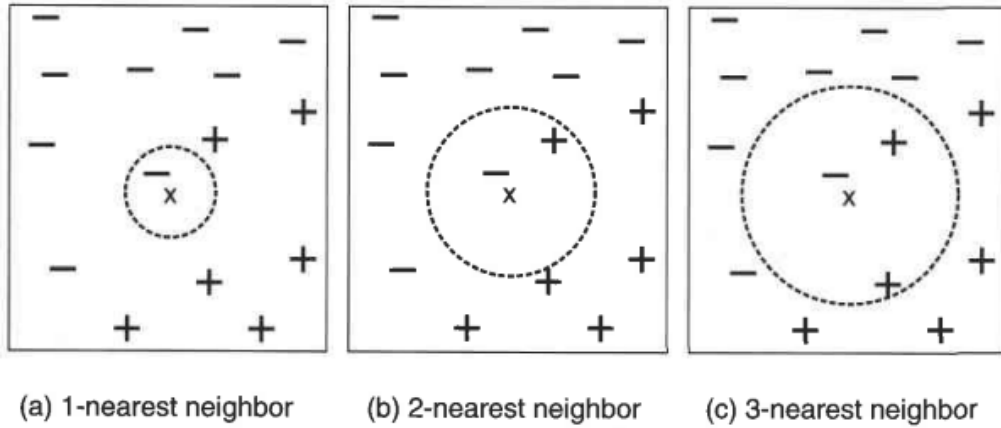 x
x
x
(a) 1-nearest neighbor
(b) 2-nearest neighbor
(c) 3-nearest neighbor